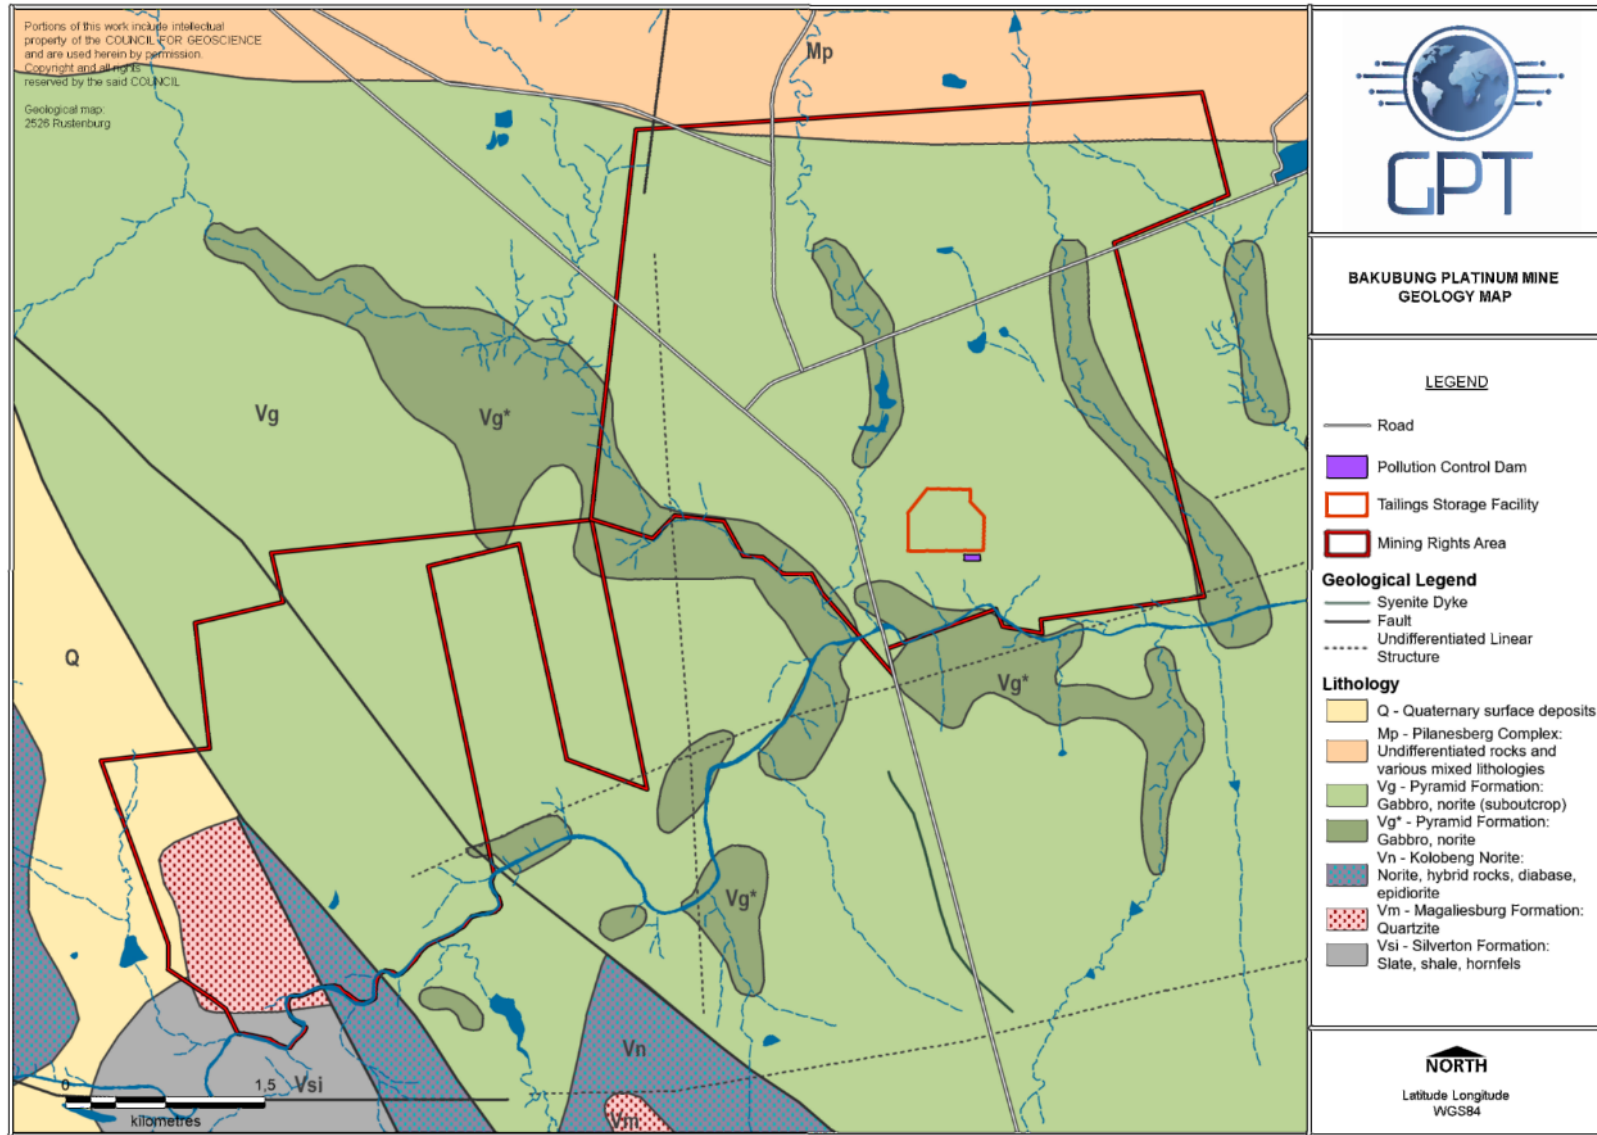 Portions of this work include intellectual
property of the COUNCIL FOR GEOSCIENCE
and are used herein by permission.
Copyright and all rights
reserved by the said COUNCIL
Geological map:
2526 Rustenburg
Mp
Vg
Vg*
Q
Vg*
Vg*
Vn
Vsi
Vm
0
1,5
kilometres
GPT
BAKUBUNG PLATINUM MINE
GEOLOGY MAP
LEGEND
Road
Pollution Control Dam
Tailings Storage Facility
Mining Rights Area
Geological Legend
Syenite Dyke
Fault
Undifferentiated Linear
Structure
Lithology
Q - Quaternary surface deposits
Mp - Pilanesberg Complex:
Undifferentiated rocks and
various mixed lithologies
Vg - Pyramid Formation:
Gabbro, norite (suboutcrop)
Vg* - Pyramid Formation:
Gabbro, norite
Vn - Kolobeng Norite:
Norite, hybrid rocks, diabase,
epidiorite
Vm - Magaliesburg Formation:
Quartzite
Vsi - Silverton Formation:
Slate, shale, hornfels
NORTH
Latitude Longitude
WGS84